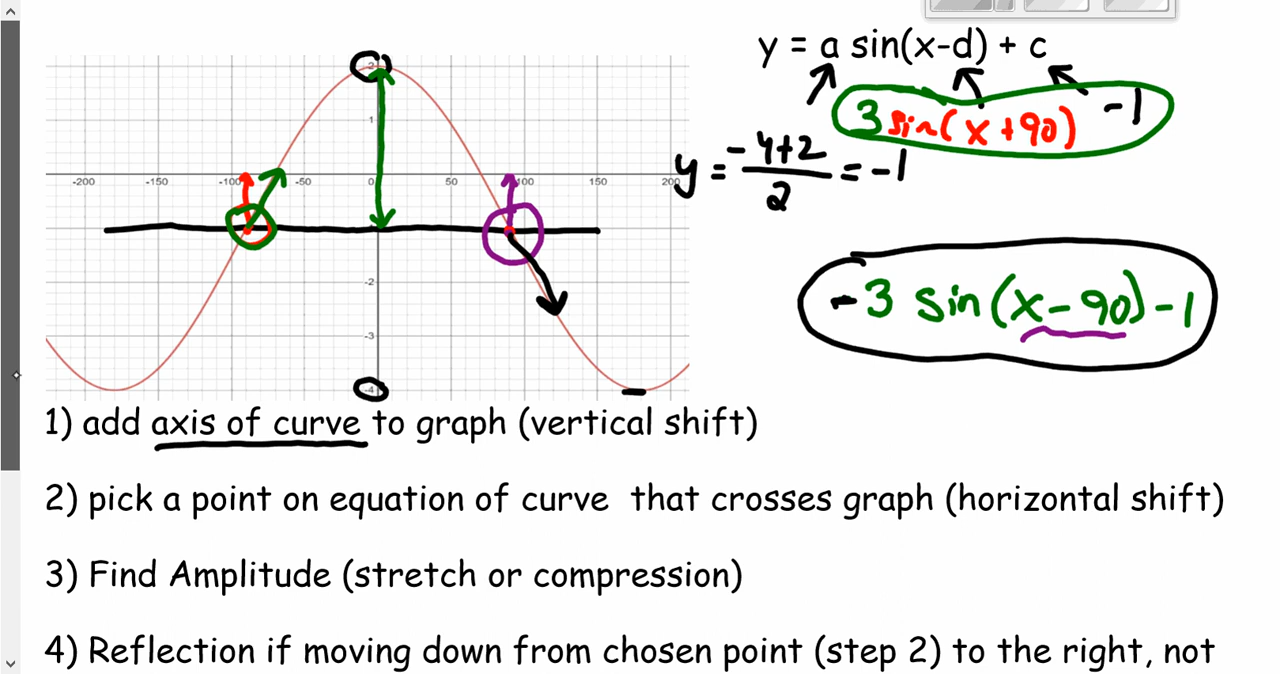 y = a sin(x-d) + c
3 sin(x+90) -1
y = -4+2 / 2 = -1
2
1
-200 -150 -100 -50 0 50 100 150 200
-2
-3
-4
-3 sin(x-90)-1
1) add axis of curve to graph (vertical shift)
2) pick a point on equation of curve that crosses graph (horizontal shift)
3) Find Amplitude (stretch or compression)
4) Reflection if moving down from chosen point (step 2) to the right, not